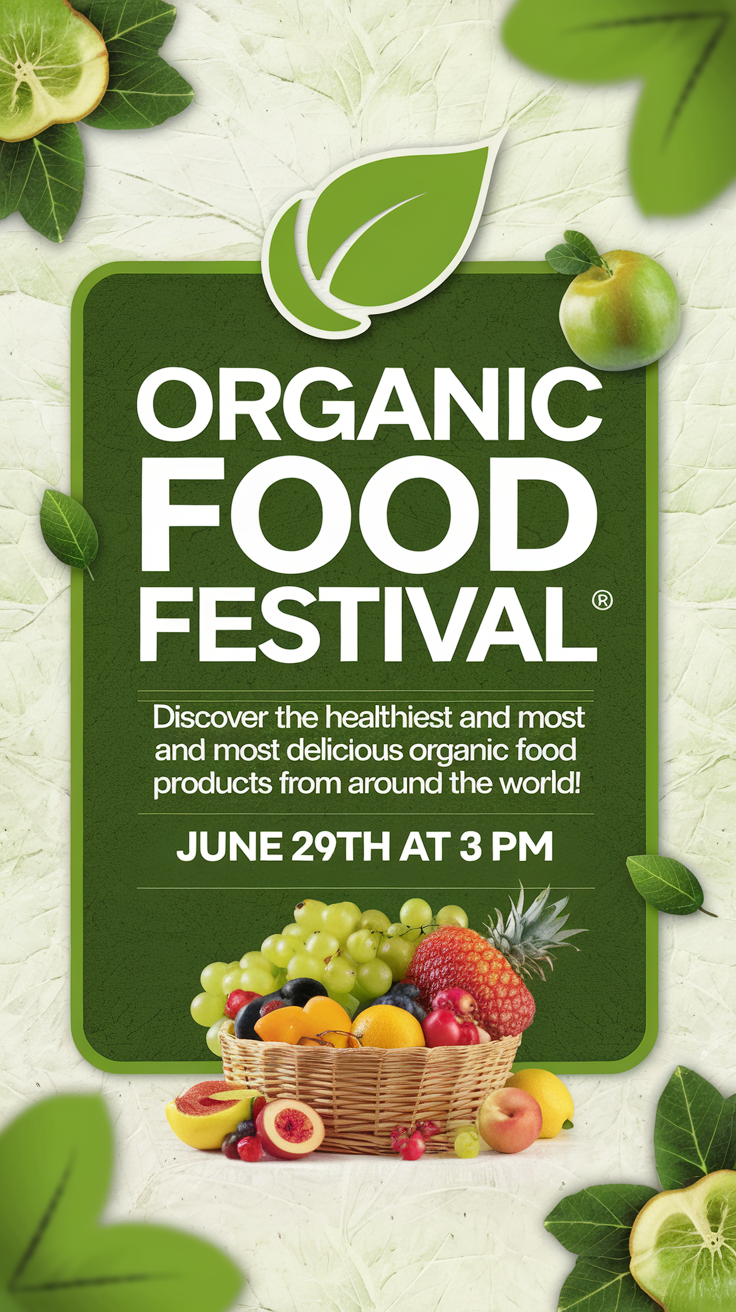 ORGANIC
FOOD
FESTIVAL®
Discover the healthiest and most
and most delicious organic food
products from around the world!
JUNE 29TH AT 3 PM